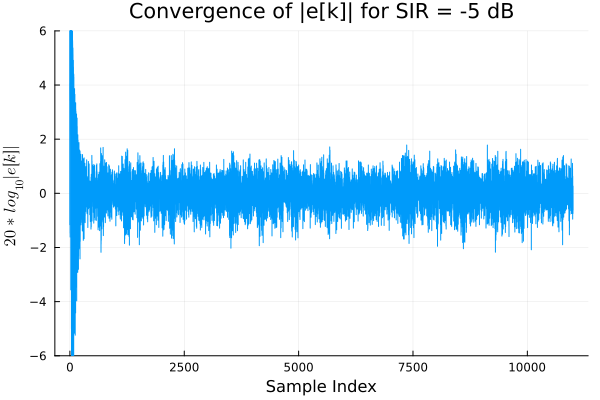 Convergence of |e[k]| for SIR = -5 dB
20 * log₁₀|e[k]|
6
4
2
0
−2
−4
−6
0 2500 5000 7500 10000
Sample Index